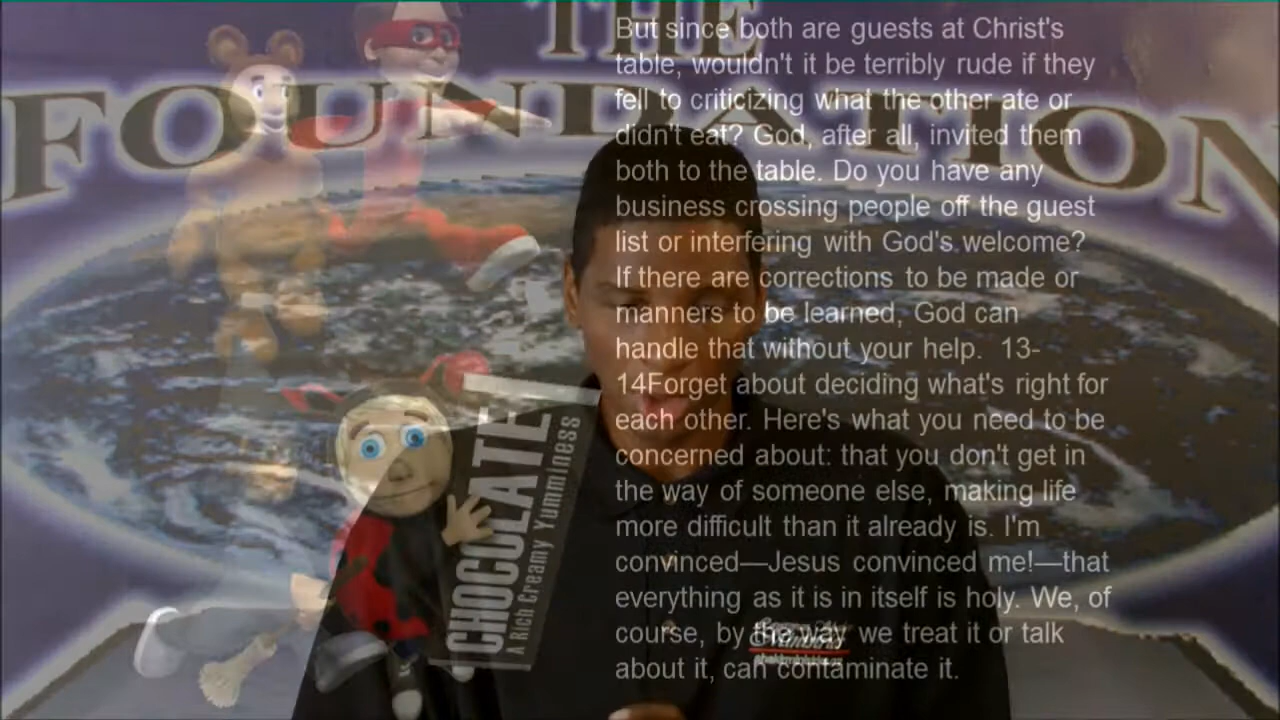 THE
FOUNDATION
But since both are guests at Christ's
table, wouldn't it be terribly rude if they
fell to criticizing what the other ate or
didn't eat? God, after all, invited them
both to the table. Do you have any
business crossing people off the guest
list or interfering with God's welcome?
If there are corrections to be made or
manners to be learned, God can
handle that without your help. 13-
14Forget about deciding what's right for
each other. Here's what you need to be
concerned about: that you don't get in
the way of someone else, making life
more difficult than it already is. I'm
convinced—Jesus convinced me!—that
everything as it is in itself is holy. We, of
course, by the way we treat it or talk
about it, can contaminate it.
CHOCOLATE
A Rich Creamy Yumminess